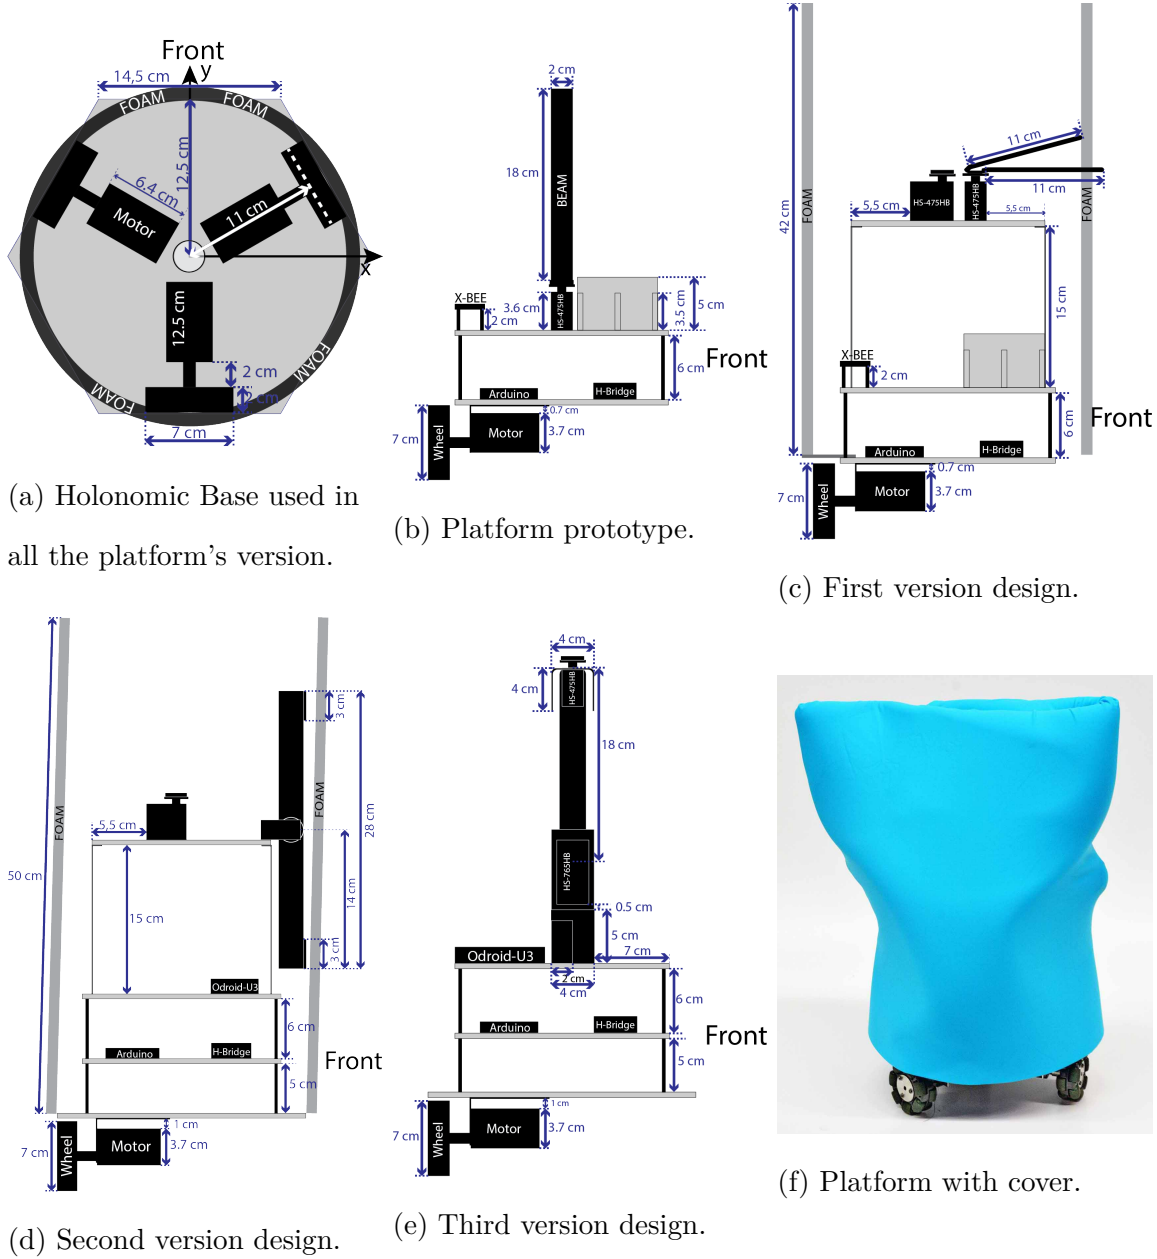 Front
y
14,5 cm
FOAM
FOAM
12.5 cm
6.4 cm
Motor
11 cm
x
12.5 cm
2 cm
2 cm
FOAM
FOAM
7 cm
(a) Holonomic Base used in
all the platform's version.
2 cm
18 cm
BEAM
X-BEE
2 cm
3.6 cm
HS-475HB
3.5 cm
5 cm
6 cm
Front
Arduino
H-Bridge
0.7 cm
7 cm
Wheel
Motor
3.7 cm
(b) Platform prototype.
42 cm
FOAM
11 cm
HS-475HB
HS-475HB
11 cm
FOAM
5,5 cm
5,5 cm
15 cm
X-BEE
2 cm
6 cm
Front
Arduino
H-Bridge
0.7 cm
7 cm
Wheel
Motor
3.7 cm
(c) First version design.
50 cm
FOAM
3 cm
FOAM
28 cm
5,5 cm
14 cm
15 cm
3 cm
Odroid-U3
6 cm
Arduino
H-Bridge
Front
5 cm
1 cm
7 cm
Wheel
Motor
3.7 cm
(d) Second version design.
4 cm
4 cm
HS-475HB
18 cm
HS-765HB
0.5 cm
5 cm
7 cm
Odroid-U3
2 cm
4 cm
6 cm
Arduino
H-Bridge
Front
5 cm
1 cm
7 cm
Wheel
Motor
3.7 cm
(e) Third version design.
(f) Platform with cover.